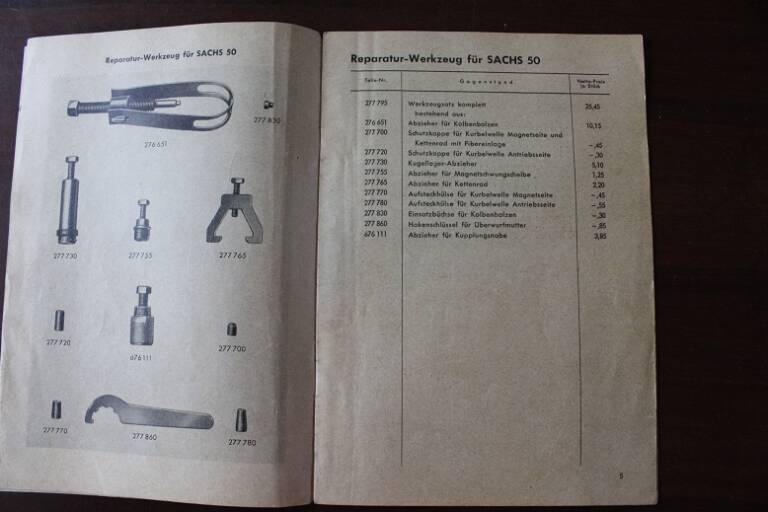 Reparatur-Werkzeug für SACHS 50
276 651
277 830
277 730
277 755
277 765
277 720
676 111
277 700
277 770
277 860
277 780
Reparatur-Werkzeug für SACHS 50
Teile-Nr. Gegenstand Netto-Preis
je Stück
277 795 Werkzeugsatz komplett 25,45
bestehend aus:
276 651 Abzieher für Kolbenbolzen 10,15
277 700 Schutzkappe für Kurbelwelle Magnetseite und
Kettenrad mit Fibereinlage –,45
277 720 Schutzkappe für Kurbelwelle Antriebsseite –,30
277 730 Kugellager-Abzieher 5,10
277 755 Abzieher für Magnetschwungscheibe 1,25
277 765 Abzieher für Kettenrad 2,20
277 770 Aufsteckhülse für Kurbelwelle Magnetseite –,45
277 780 Aufsteckhülse für Kurbelwelle Antriebsseite –,55
277 830 Einsatzbüchse für Kolbenbolzen –,30
277 860 Hakenschlüssel für Überwurfmutter –,85
676 111 Abzieher für Kupplungsnabe 3,95
5